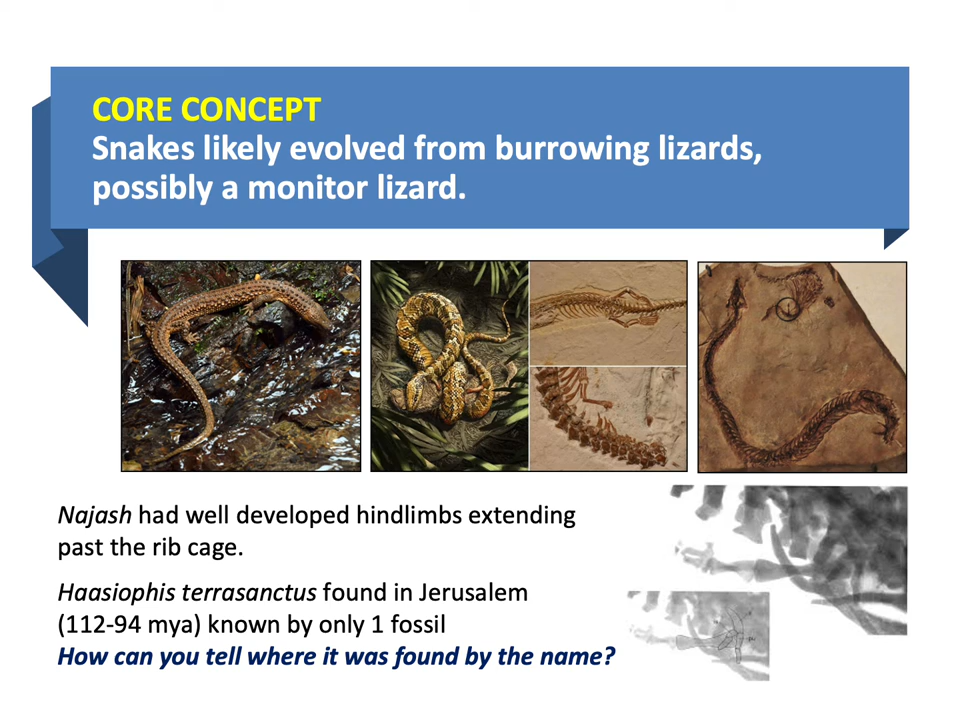 CORE CONCEPT
Snakes likely evolved from burrowing lizards,
possibly a monitor lizard.
Najash had well developed hindlimbs extending
past the rib cage.
Haasiophis terrasanctus found in Jerusalem
(112-94 mya) known by only 1 fossil
How can you tell where it was found by the name?